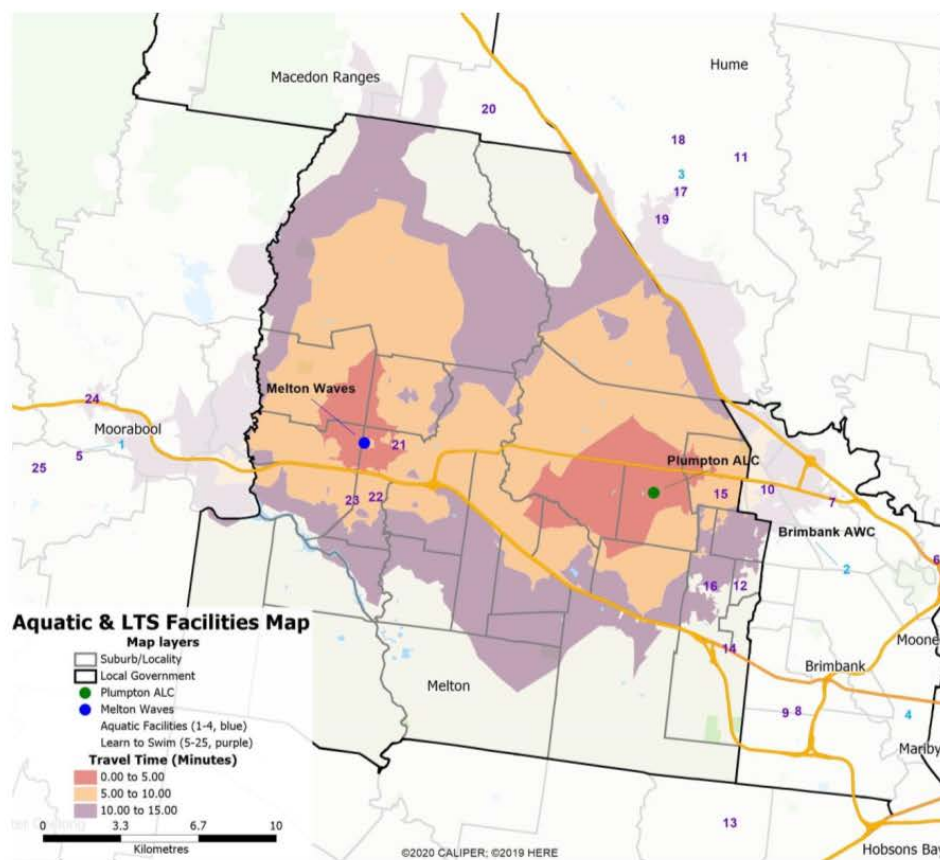 Macedon Ranges
Hume
20
18
11
3
17
19
Melton Waves
24
Moorabool
1
5
25
21
Plumpton ALC
10
15
7
23
22
Brimbank AWC
6
2
16
12
14
Moone
Brimbank
Melton
9
8
4
Mariby
13
Hobsons Bay
Aquatic & LTS Facilities Map
Map layers
Suburb/Locality
Local Government
Plumpton ALC
Melton Waves
Aquatic Facilities (1-4, blue)
Learn to Swim (5-25, purple)
Travel Time (Minutes)
0.00 to 5.00
5.00 to 10.00
10.00 to 15.00
0 3.3 6.7 10
Kilometres
©2020 CALIPER; ©2019 HERE